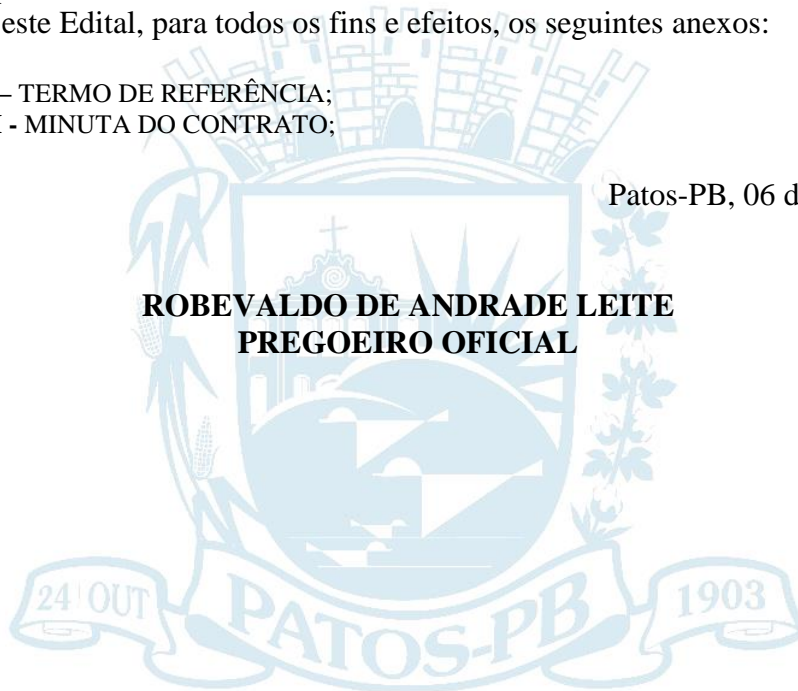 este Edital, para todos os fins e efeitos, os seguintes anexos:
– TERMO DE REFERÊNCIA;
- MINUTA DO CONTRATO;
Patos-PB, 06 d
ROBEVALDO DE ANDRADE LEITE
PREGOEIRO OFICIAL
24 OUT
PATOS-PB
1903